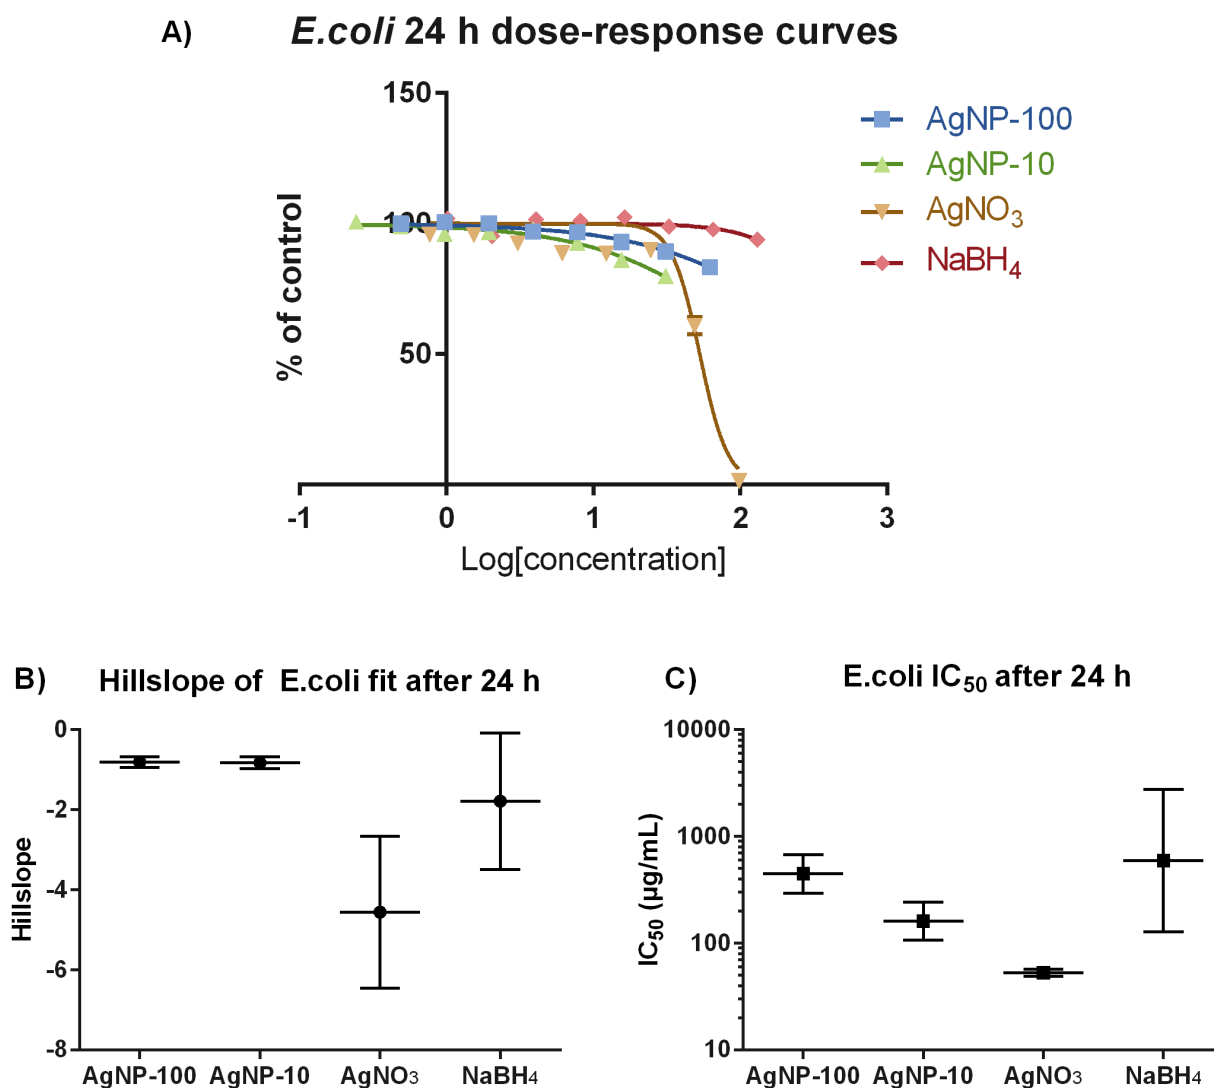 A)
E.coli 24 h dose-response curves
150
100
50
% of control
-1 0 1 2 3
Log[concentration]
AgNP-100
AgNP-10
AgNO3
NaBH4
B)
Hillslope of E.coli fit after 24 h
0
-2
-4
-6
-8
Hillslope
AgNP-100 AgNP-10 AgNO3 NaBH4
C)
E.coli IC50 after 24 h
10000
1000
100
10
IC50 (µg/mL)
AgNP-100 AgNP-10 AgNO3 NaBH4